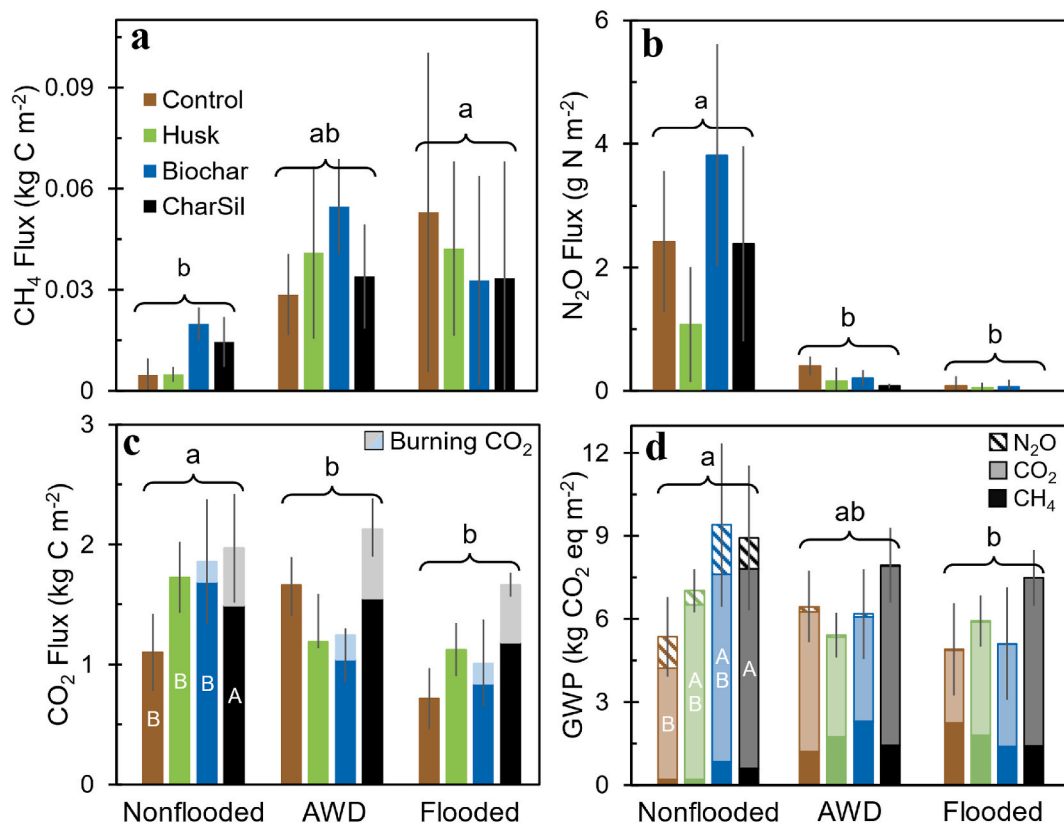 a
CH4 Flux (kg C m-2)
0.09
0.06
0.03
0
Control
Husk
Biochar
CharSil
b
ab
a
b
N2O Flux (g N m-2)
6
4
2
0
a
b
b
c
CO2 Flux (kg C m-2)
3
2
1
0
Burning CO2
a
b
b
B
B
B
A
Nonflooded
AWD
Flooded
d
GWP (kg CO2 eq m-2)
12
9
6
3
0
N2O
CO2
CH4
a
ab
b
B
A
B
A
B
A
Nonflooded
AWD
Flooded